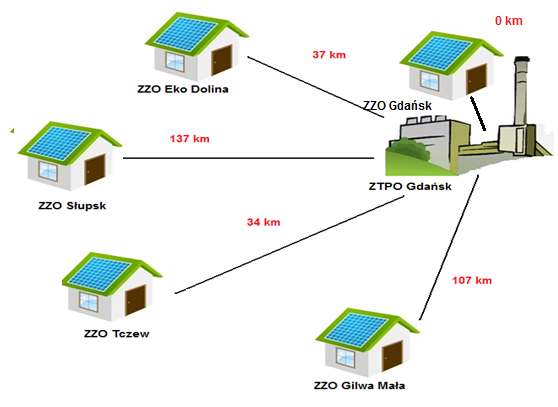 0 km
37 km
ZZO Eko Dolina
ZZO Gdańsk
137 km
ZTPO Gdańsk
ZZO Słupsk
34 km
107 km
ZZO Tczew
ZZO Gilwa Mała